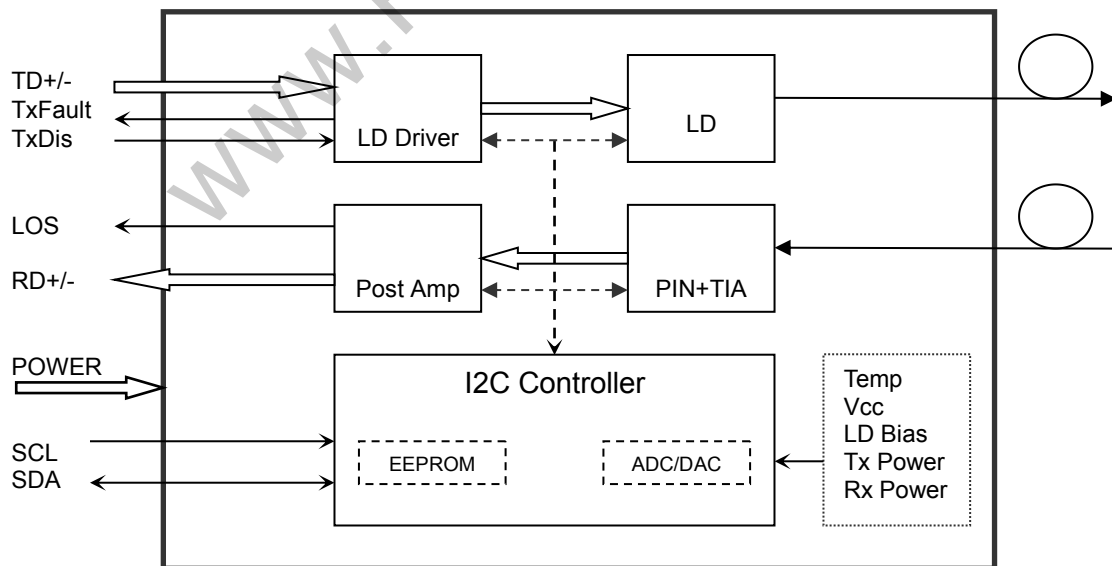 TD+/-
TxFault
TxDis
LD Driver
LD
LOS
RD+/-
Post Amp
PIN+TIA
POWER
I2C Controller
SCL
SDA
EEPROM
ADC/DAC
Temp
Vcc
LD Bias
Tx Power
Rx Power
www.